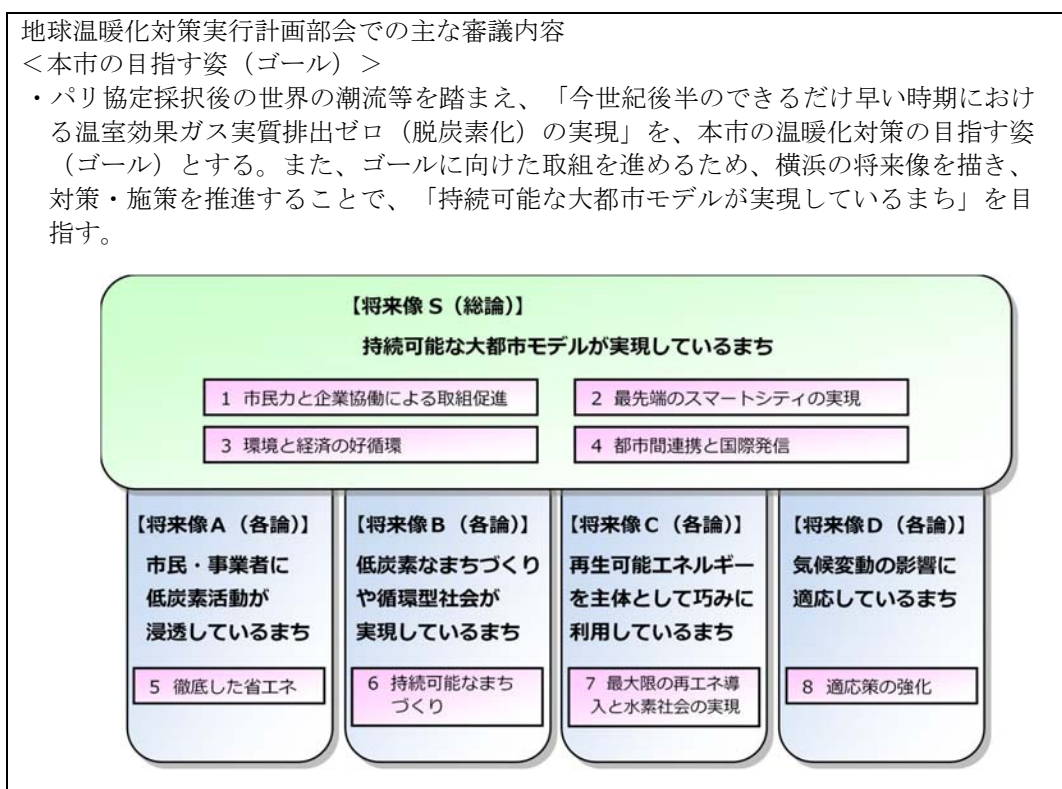 地球温暖化対策実行計画部会での主な審議内容
＜本市の目指す姿（ゴール）＞
・パリ協定採択後の世界の潮流等を踏まえ、「今世紀後半のできるだけ早い時期におけ
る温室効果ガス実質排出ゼロ（脱炭素化）の実現」を、本市の温暖化対策の目指す姿
（ゴール）とする。また、ゴールに向けた取組を進めるため、横浜の将来像を描き、
対策・施策を推進することで、「持続可能な大都市モデルが実現しているまち」を目
指す。
【将来像Ｓ（総論）】
持続可能な大都市モデルが実現しているまち
1 市民力と企業協働による取組促進
2 最先端のスマートシティの実現
3 環境と経済の好循環
4 都市間連携と国際発信
【将来像Ａ（各論）】
市民・事業者に
低炭素活動が
浸透しているまち
5 徹底した省エネ
【将来像Ｂ（各論）】
低炭素なまちづくり
や循環型社会が
実現しているまち
6 持続可能なまち
づくり
【将来像Ｃ（各論）】
再生可能エネルギー
を主体として巧みに
利用しているまち
7 最大限の再エネ導
入と水素社会の実現
【将来像Ｄ（各論）】
気候変動の影響に
適応しているまち
8 適応策の強化